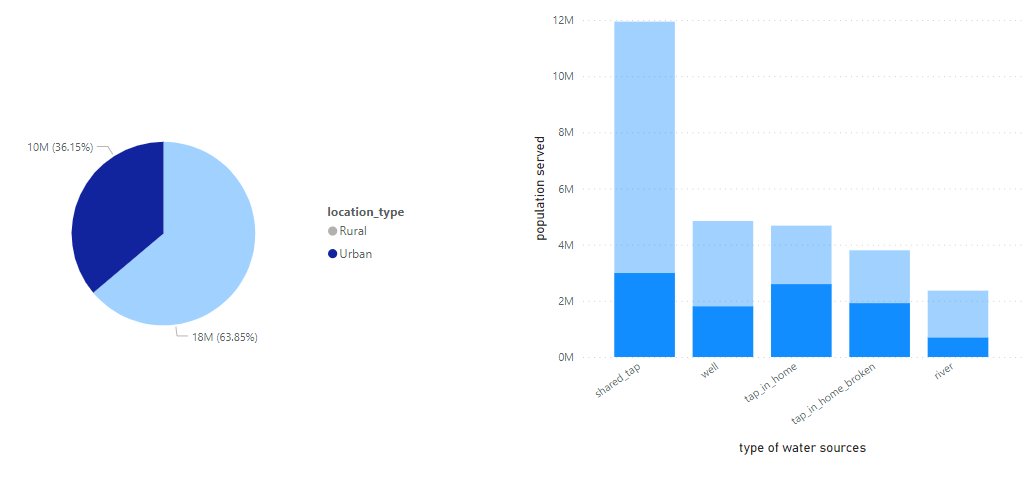 10M (36.15%)
18M (63.85%)
location_type
Rural
Urban
population served
12M
10M
8M
6M
4M
2M
0M
shared_tap
well
tap_in_home
tap_in_home_broken
river
type of water sources